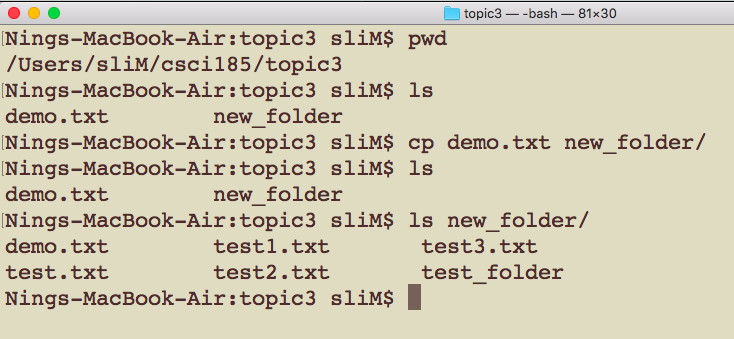 topic3 — -bash — 81×30
Nings-MacBook-Air:topic3 sliM$ pwd
/Users/sliM/csci185/topic3
Nings-MacBook-Air:topic3 sliM$ ls
demo.txt new_folder
Nings-MacBook-Air:topic3 sliM$ cp demo.txt new_folder/
Nings-MacBook-Air:topic3 sliM$ ls
demo.txt new_folder
Nings-MacBook-Air:topic3 sliM$ ls new_folder/
demo.txt test1.txt test3.txt
test.txt test2.txt test_folder
Nings-MacBook-Air:topic3 sliM$